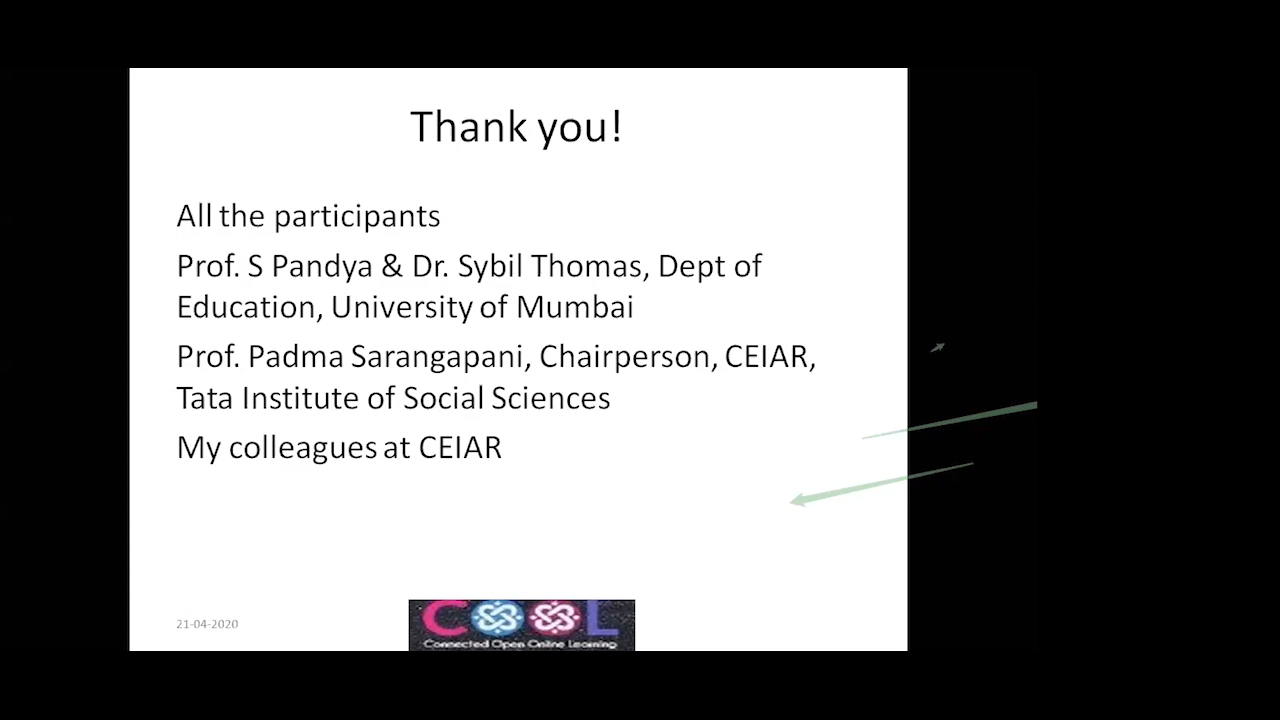 Thank you!
All the participants
Prof. S Pandya & Dr. Sybil Thomas, Dept of
Education, University of Mumbai
Prof. Padma Sarangapani, Chairperson, CEIAR,
Tata Institute of Social Sciences
My colleagues at CEIAR
21-04-2020
COOL
Connected Open Online Learning